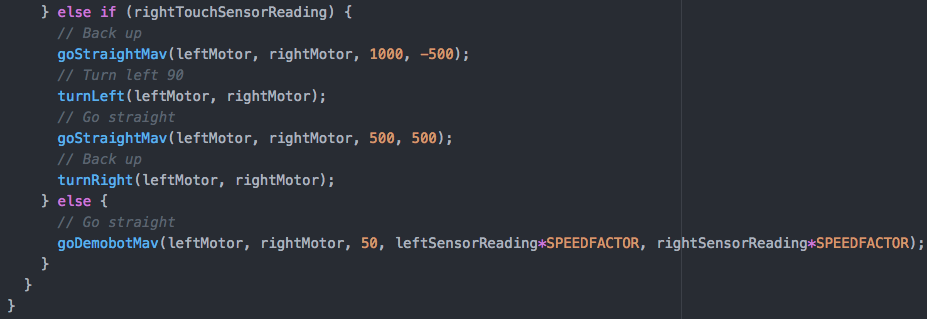 } else if (rightTouchSensorReading) {
// Back up
goStraightMav(leftMotor, rightMotor, 1000, -500);
// Turn left 90
turnLeft(leftMotor, rightMotor);
// Go straight
goStraightMav(leftMotor, rightMotor, 500, 500);
// Back up
turnRight(leftMotor, rightMotor);
} else {
// Go straight
goDemobotMav(leftMotor, rightMotor, 50, leftSensorReading*SPEEDFACTOR, rightSensorReading*SPEEDFACTOR);
}
}
}